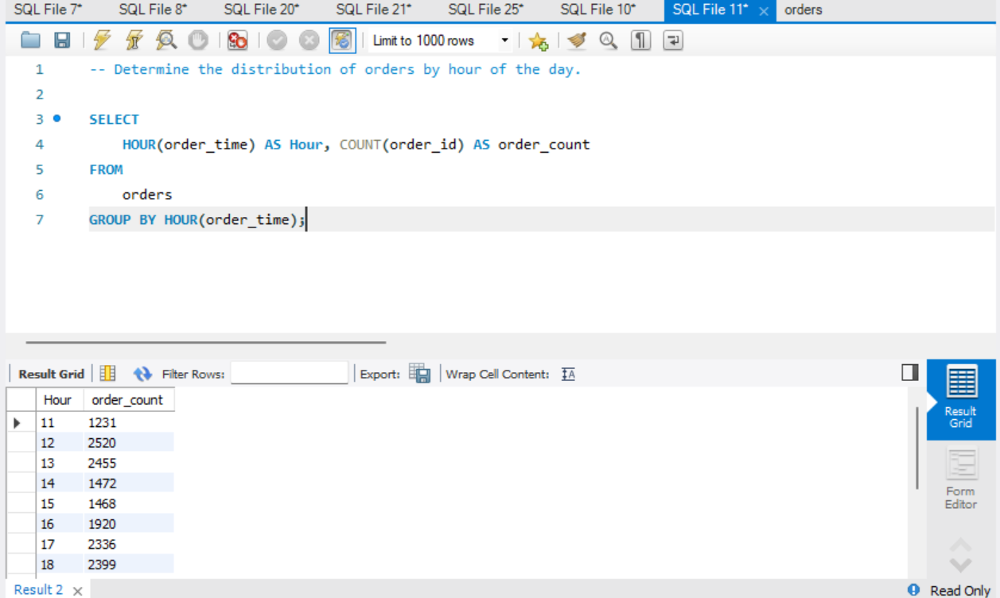 SQL File 7* SQL File 8* SQL File 20* SQL File 21* SQL File 25* SQL File 10* SQL File 11* × orders
Limit to 1000 rows
1 -- Determine the distribution of orders by hour of the day.
2
3 SELECT
4 HOUR(order_time) AS Hour, COUNT(order_id) AS order_count
5 FROM
6 orders
7 GROUP BY HOUR(order_time);
Result Grid Filter Rows: Export: Wrap Cell Content: IA
Hour order_count
11 1231
12 2520
13 2455
14 1472
15 1468
16 1920
17 2336
18 2399
Result
Grid
Form
Editor
Result 2 × Read Only